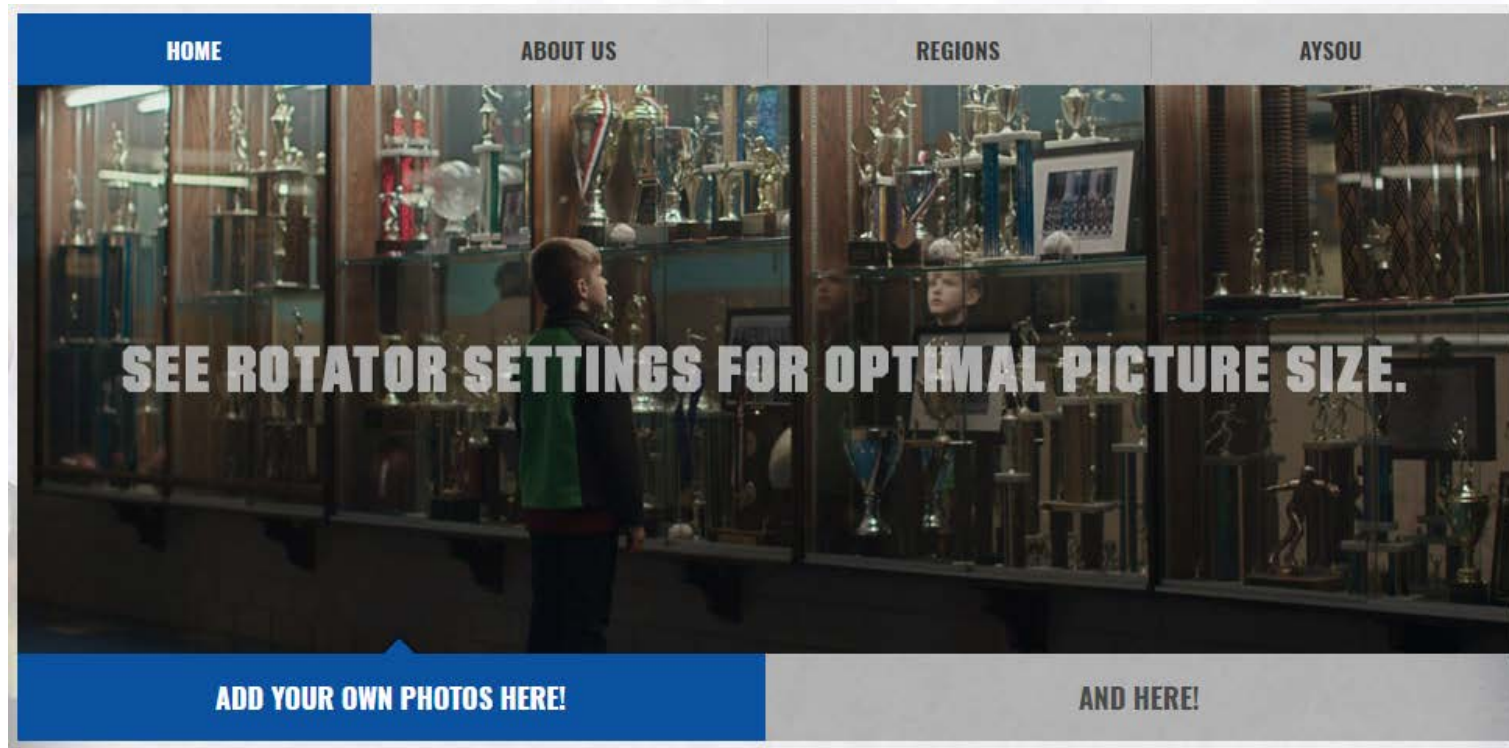 HOME
ABOUT US
REGIONS
AYSOU
SEE ROTATOR SETTINGS FOR OPTIMAL PICTURE SIZE.
ADD YOUR OWN PHOTOS HERE!
AND HERE!